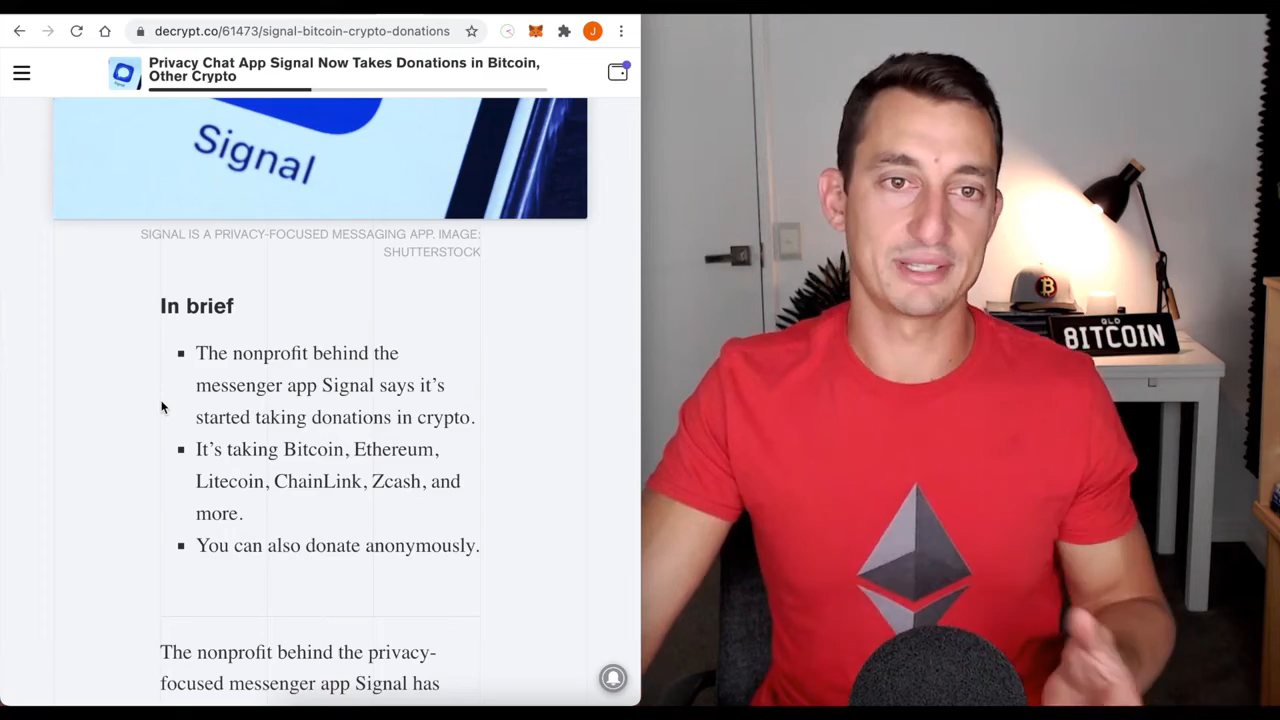 decrypt.co/61473/signal-bitcoin-crypto-donations
J
Privacy Chat App Signal Now Takes Donations in Bitcoin,
Other Crypto
Signal
SIGNAL IS A PRIVACY-FOCUSED MESSAGING APP. IMAGE:
SHUTTERSTOCK
In brief
▪ The nonprofit behind the
messenger app Signal says it’s
started taking donations in crypto.
▪ It’s taking Bitcoin, Ethereum,
Litecoin, ChainLink, Zcash, and
more.
▪ You can also donate anonymously.
The nonprofit behind the privacy-
focused messenger app Signal has
B
QLD
8ITCOIN